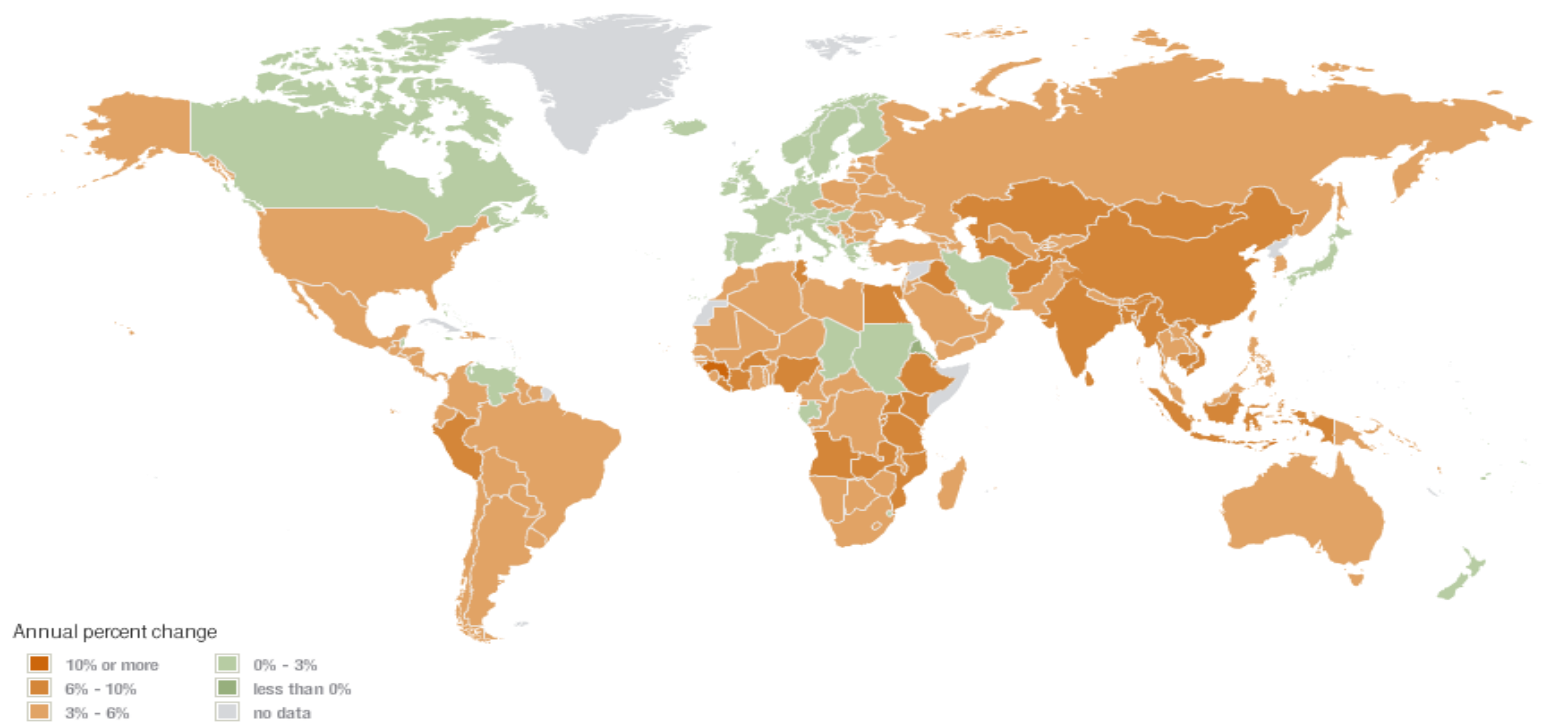 Annual percent change
10% or more
6% - 10%
3% - 6%
0% - 3%
less than 0%
no data